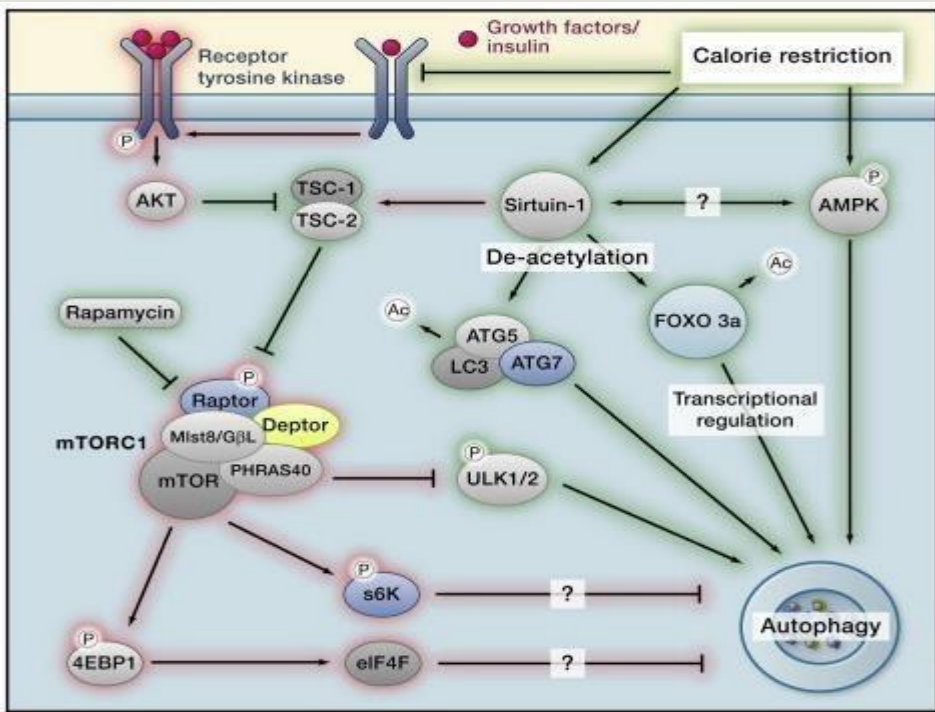 Growth factors/
insulin
Receptor
tyrosine kinase
Calorie restriction
P
AKT
TSC-1
TSC-2
Sirtuin-1
?
P
AMPK
De-acetylation
Ac
FOXO 3a
Ac
ATG5
LC3
ATG7
Rapamycin
P
Raptor
Deptor
mTORC1
Mlst8/GβL
PHRAS40
mTOR
Transcriptional
regulation
P
ULK1/2
P
s6K
?
Autophagy
P
4EBP1
eIF4F
?